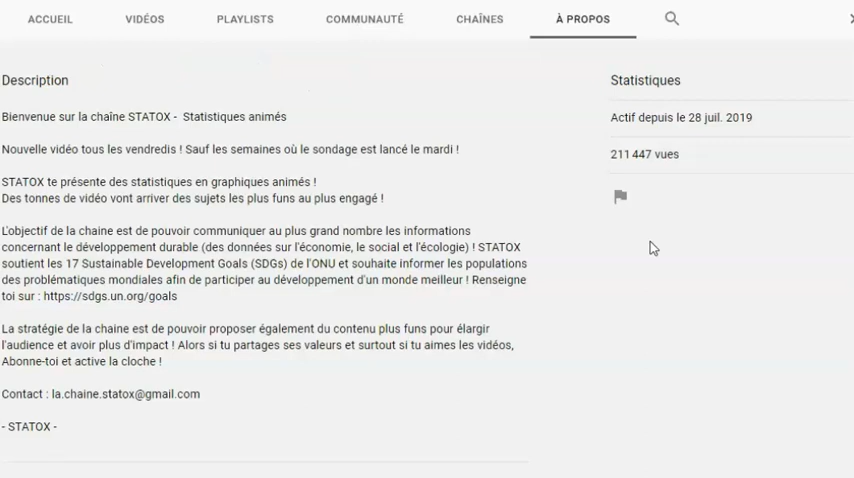 ACCUEIL VIDÉOS PLAYLISTS COMMUNAUTÉ CHAÎNES À PROPOS
Description
Bienvenue sur la chaîne STATOX - Statistiques animés
Nouvelle vidéo tous les vendredis ! Sauf les semaines où le sondage est lancé le mardi !
STATOX te présente des statistiques en graphiques animés !
Des tonnes de vidéo vont arriver des sujets les plus funs au plus engagé !
L'objectif de la chaine est de pouvoir communiquer au plus grand nombre les informations
concernant le développement durable (des données sur l'économie, le social et l'écologie) ! STATOX
soutient les 17 Sustainable Development Goals (SDGs) de l'ONU et souhaite informer les populations
des problématiques mondiales afin de participer au développement d'un monde meilleur ! Renseigne
toi sur : https://sdgs.un.org/goals
La stratégie de la chaine est de pouvoir proposer également du contenu plus funs pour élargir
l'audience et avoir plus d'impact ! Alors si tu partages ses valeurs et surtout si tu aimes les vidéos,
Abonne-toi et active la cloche !
Contact : la.chaine.statox@gmail.com
- STATOX -
Statistiques
Actif depuis le 28 juil. 2019
211 447 vues